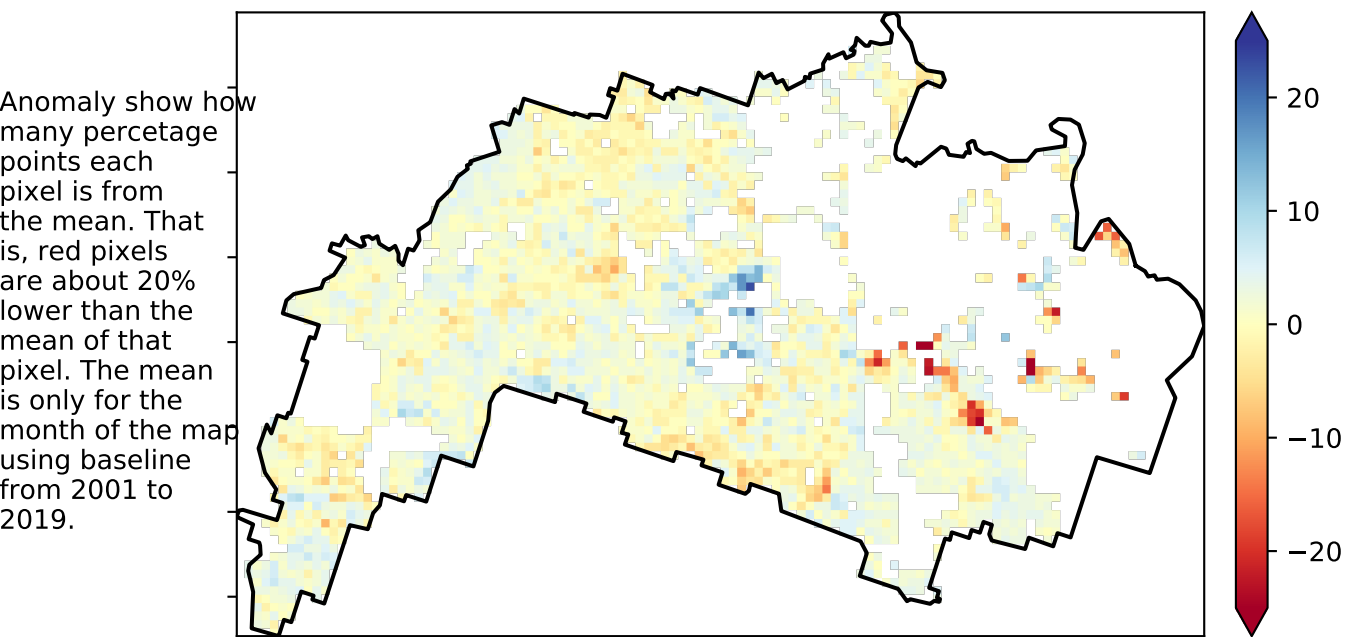 Anomaly show how
many percetage
points each
pixel is from
the mean. That
is, red pixels
are about 20%
lower than the
mean of that
pixel. The mean
is only for the
month of the map
using baseline
from 2001 to
2019.
20
10
0
−10
−20